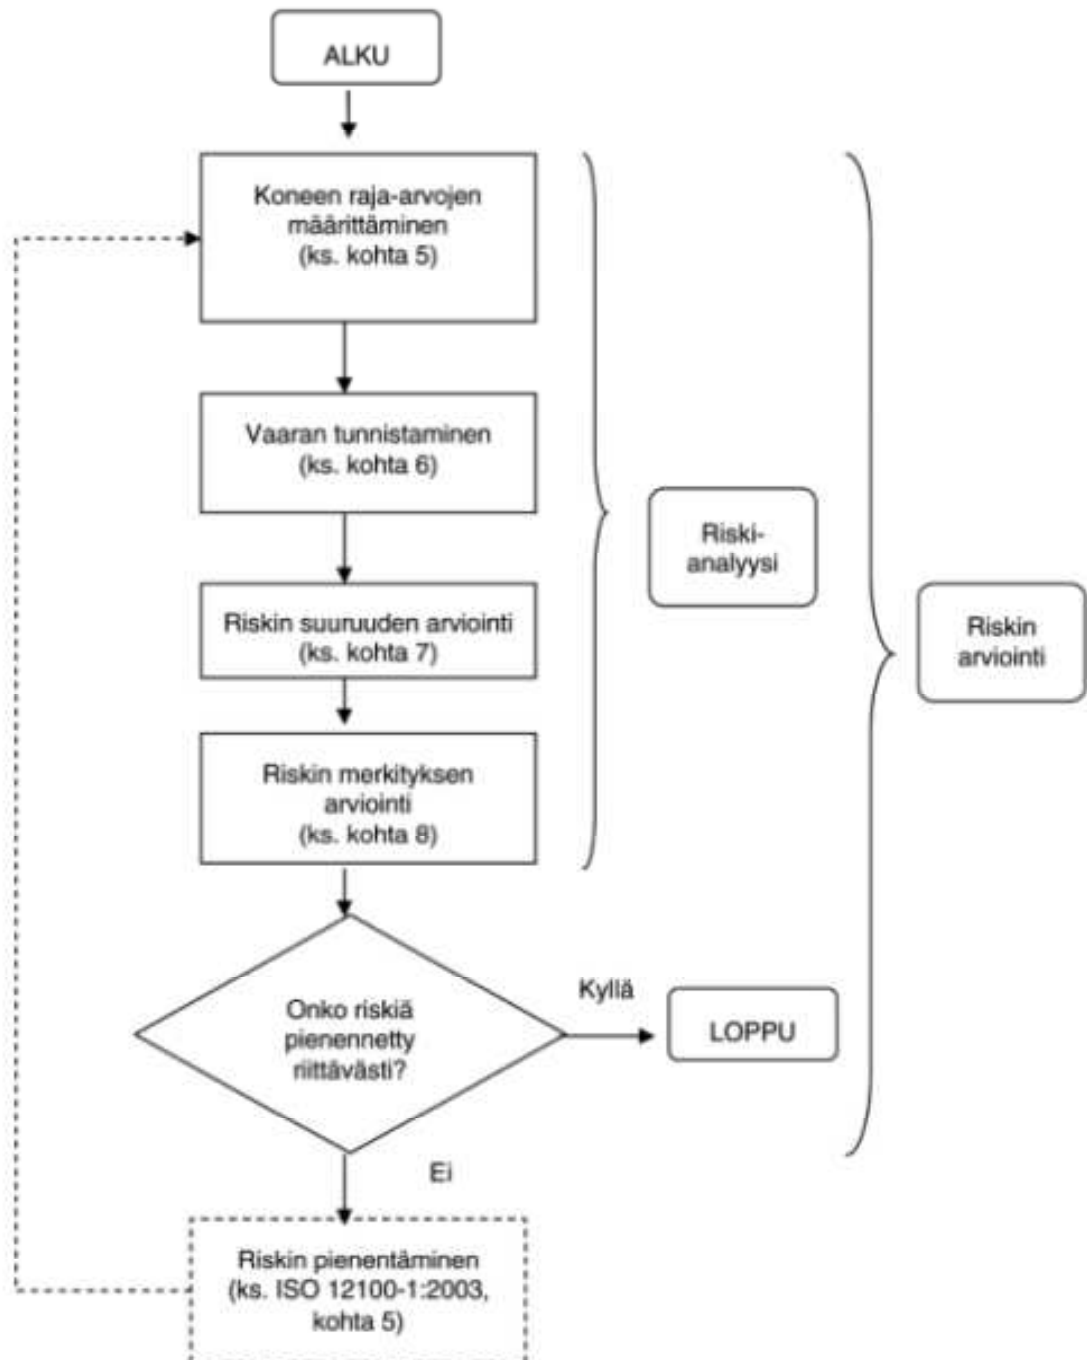 ALKU
Koneen raja-arvojen
määrittäminen
(ks. kohta 5)
Vaaran tunnistaminen
(ks. kohta 6)
Riski-
analyysi
Riskin suuruuden arviointi
(ks. kohta 7)
Riskin
arviointi
Riskin merkityksen
arviointi
(ks. kohta 8)
Onko riskiä
pienennetty
riittävästi?
Kyllä
LOPPU
Ei
Riskin pienentäminen
(ks. ISO 12100-1:2003,
kohta 5)